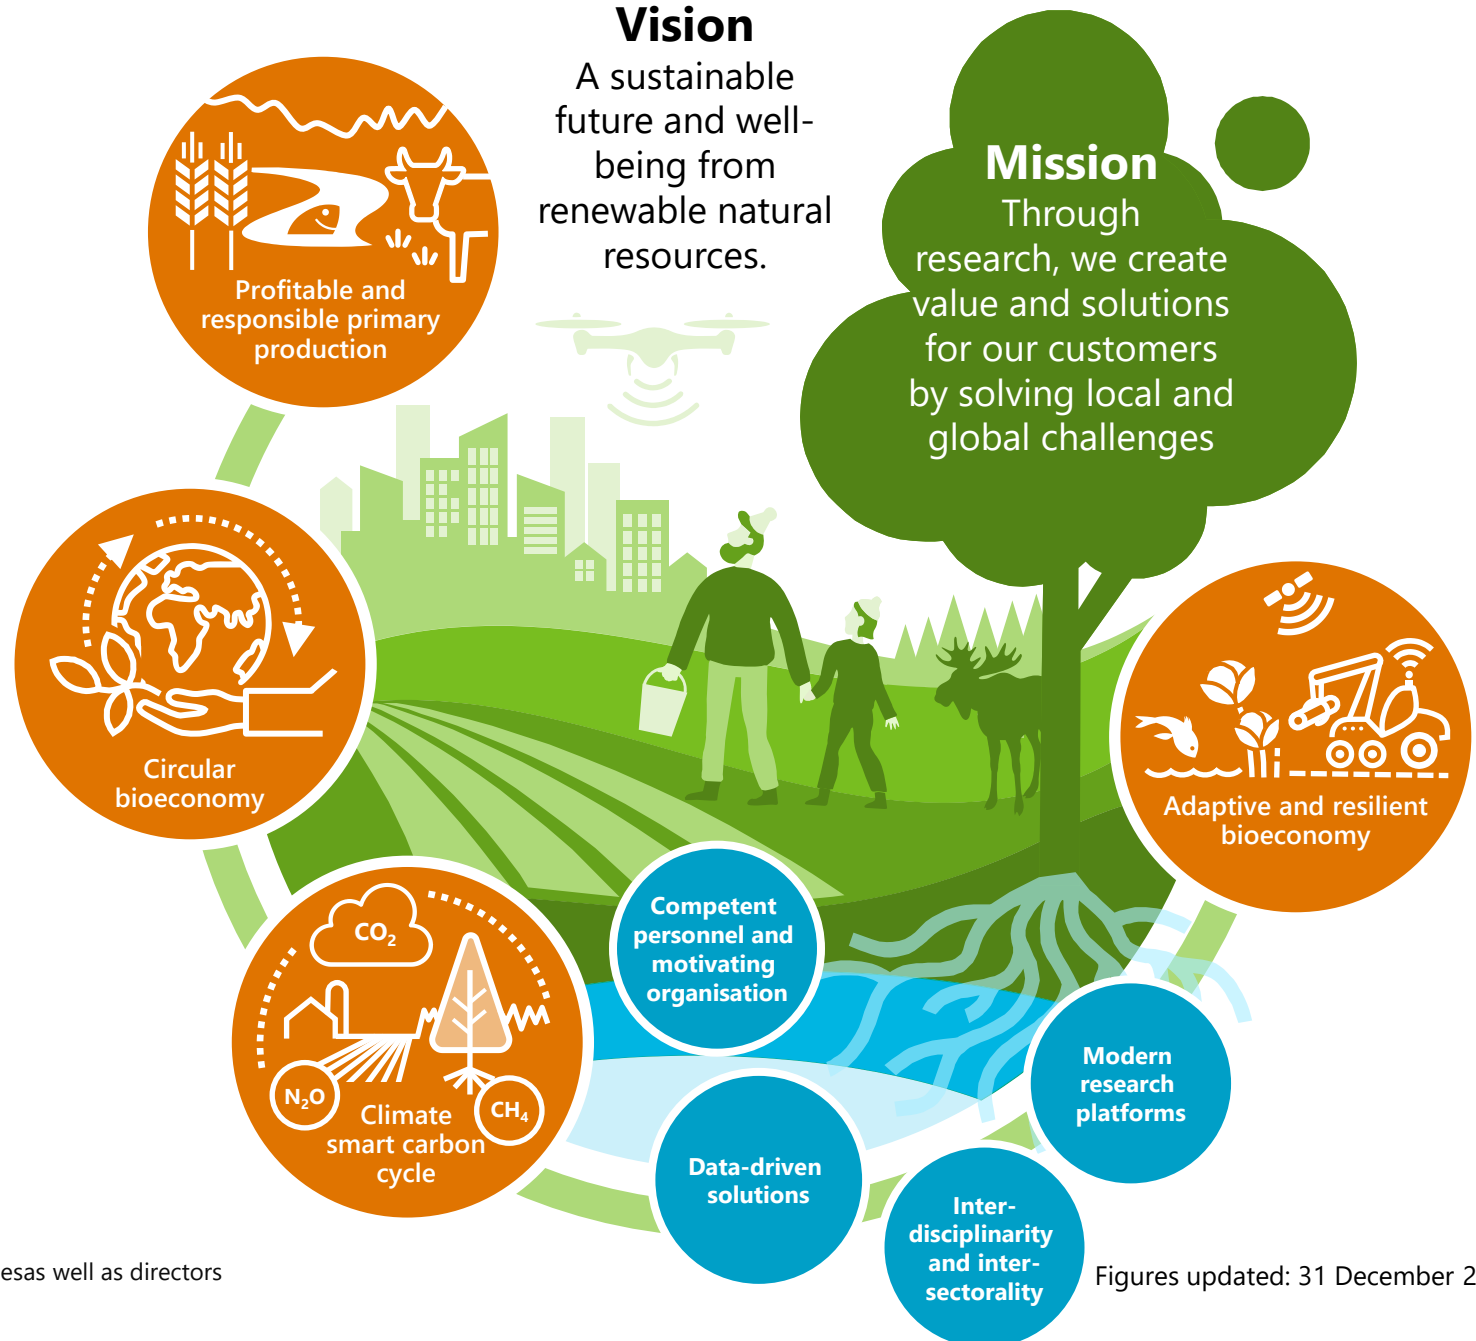 Vision
A sustainable
future and well-
being from
renewable natural
resources.
Mission
Through
research, we create
value and solutions
for our customers
by solving local and
global challenges
Profitable and
responsible primary
production
Circular
bioeconomy
Adaptive and resilient
bioeconomy
CO₂
N₂O
CH₄
Climate
smart carbon
cycle
Competent
personnel and
motivating
organisation
Modern
research
platforms
Data-driven
solutions
Inter-
disciplinarity
and inter-
sectorality
esas well as directors
Figures updated: 31 December 2